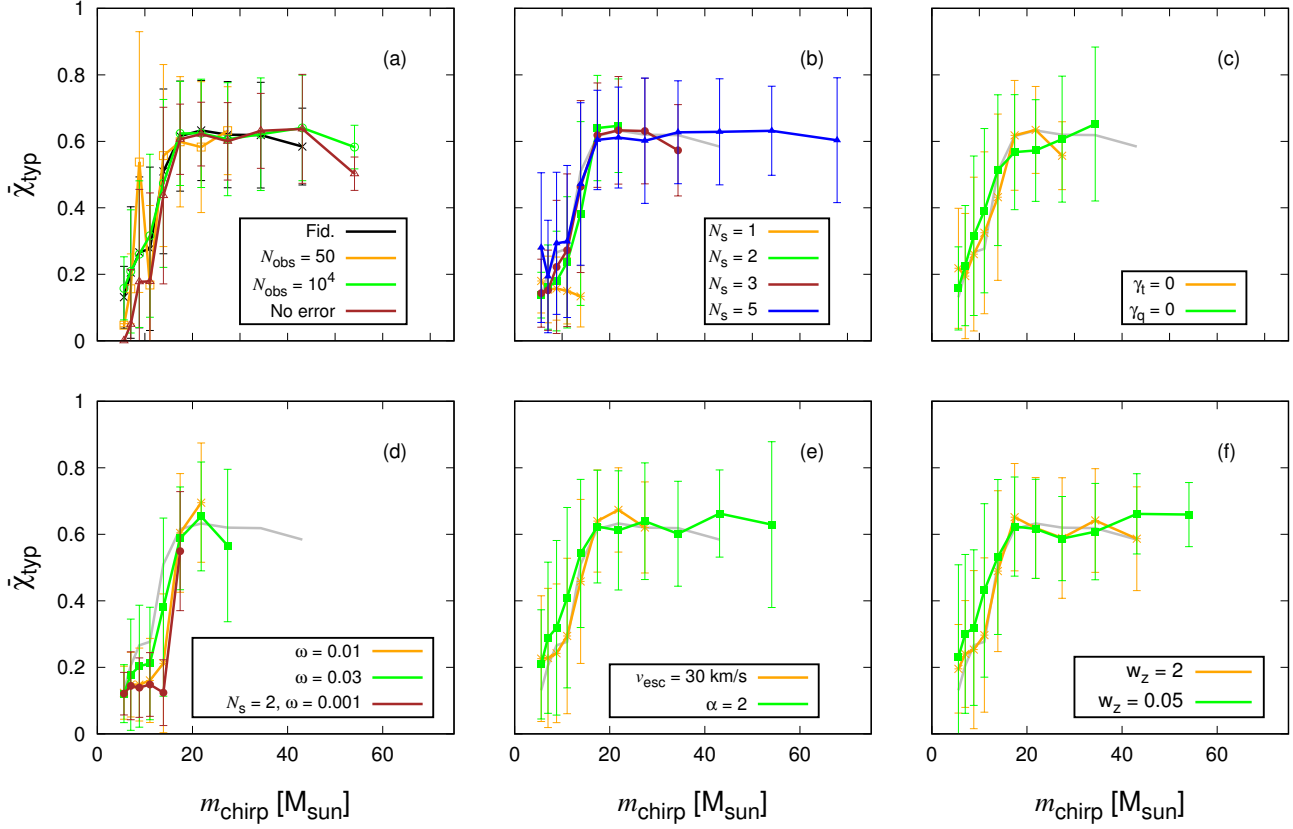 1
0.8
0.6
0.4
0.2
0
χ̄typ
(a)
Fid.
Nobs = 50
Nobs = 10⁴
No error
(b)
Ns = 1
Ns = 2
Ns = 3
Ns = 5
(c)
γt = 0
γq = 0
1
0.8
0.6
0.4
0.2
0
χ̄typ
(d)
ω = 0.01
ω = 0.03
Ns = 2, ω = 0.001
(e)
vesc = 30 km/s
α = 2
(f)
wz = 2
wz = 0.05
0 20 40 60
0 20 40 60
0 20 40 60
mchirp [Msun]
mchirp [Msun]
mchirp [Msun]